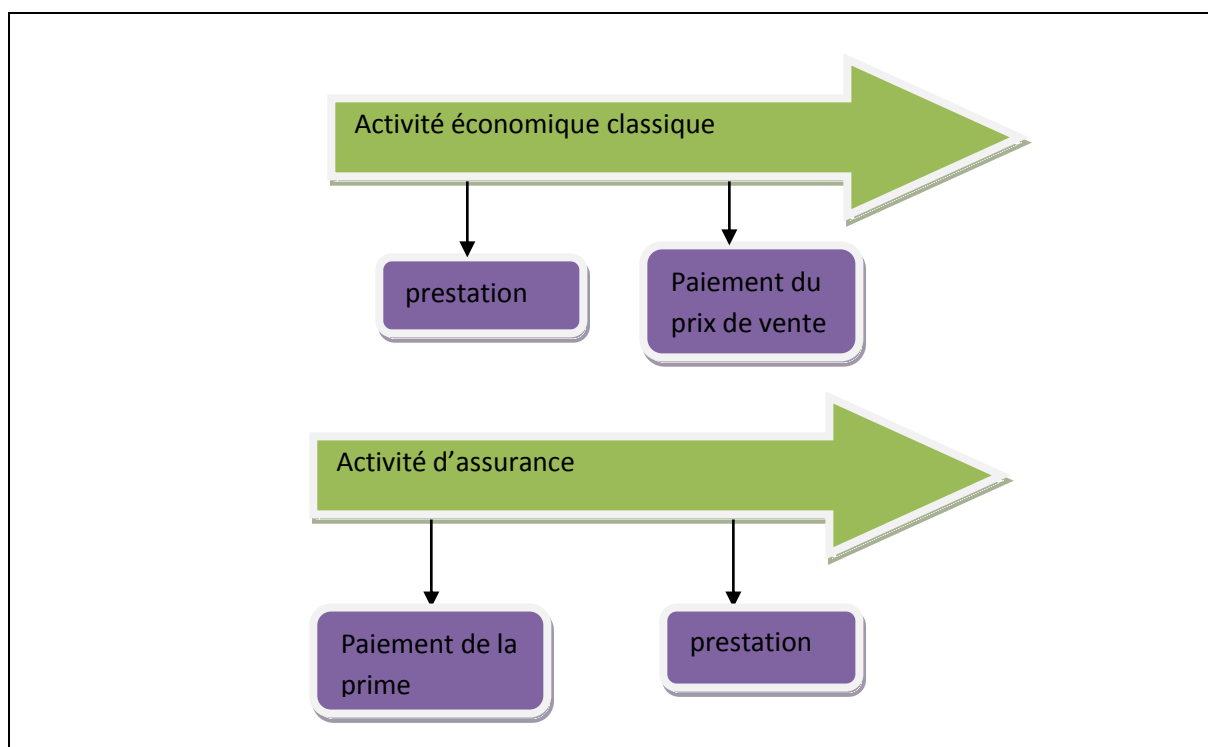 Activité économique classique
prestation
Paiement du
prix de vente
Activité d’assurance
Paiement de la
prime
prestation